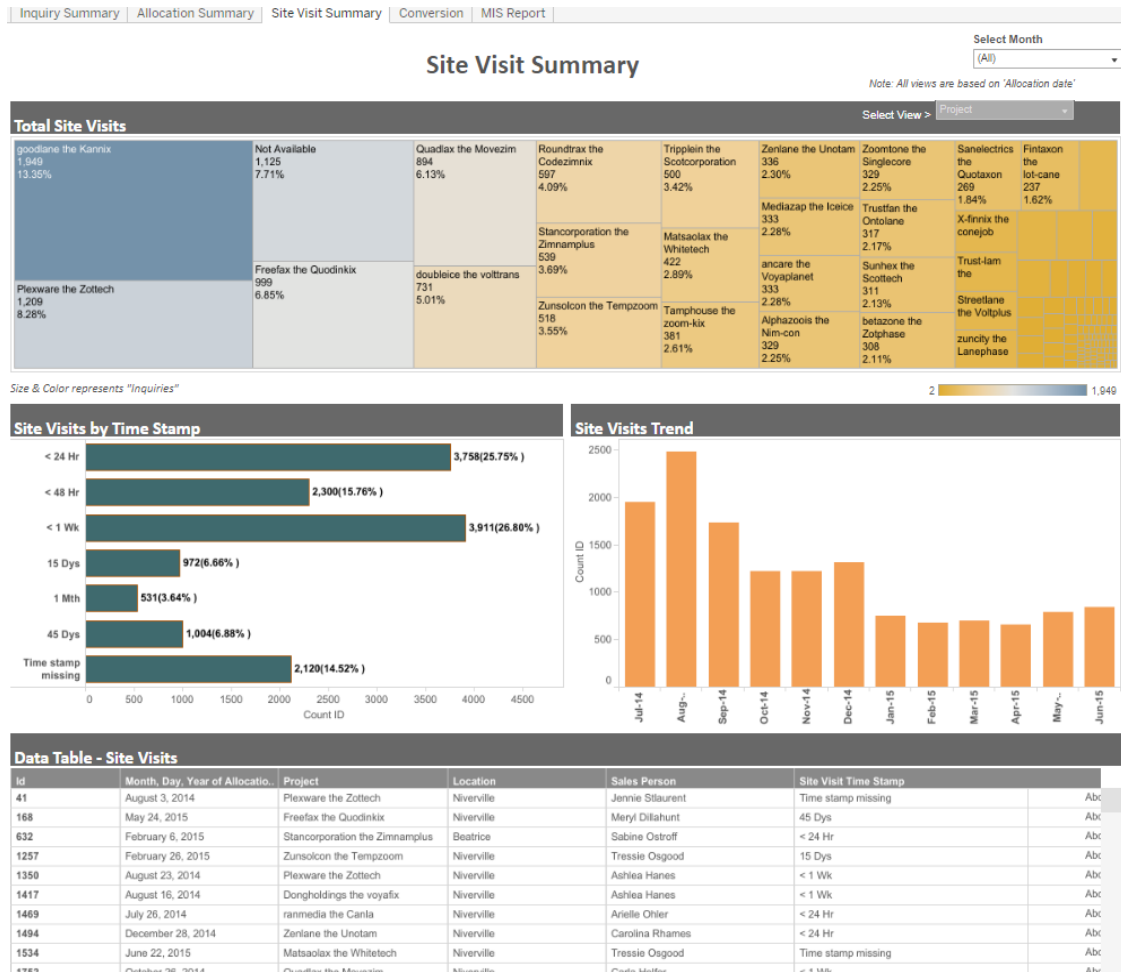 Inquiry Summary Allocation Summary Site Visit Summary Conversion MIS Report
Select Month
(All)
Site Visit Summary
Note: All views are based on 'Allocation date'
Select View >
Project
Total Site Visits
goodlane the Kannix
1,949
13.35%
Plexware the Zottech
1,209
8.28%
Not Available
1,125
7.71%
Freefax the Quodinkix
999
6.85%
Quadlax the Movezim
894
6.13%
doubleice the volttrans
731
5.01%
Roundtrax the
Codezimnix
597
4.09%
Stancorporation the
Zimnamplus
539
3.69%
Zunsolcon the Tempzoom
518
3.55%
Tripplein the
Scotcorporation
500
3.42%
Matsaolax the
Whitetech
422
2.89%
Tamphouse the
zoom-kix
381
2.61%
Zenlane the Unotam
336
2.30%
Mediazap the Iceice
333
2.28%
ancare the
Voyaplanet
333
2.28%
Alphazoois the
Nim-con
329
2.25%
Zoomtone the
Singlecore
329
2.25%
Trustfan the
Ontolane
317
2.17%
Sunhex the
Scottech
311
2.13%
betazone the
Zotphase
308
2.11%
Sanelectrics
the
Quotaxon
269
1.84%
X-finnix the
conejob
Trust-lam
the
Streetlane
the Voltplus
zuncity the
Lanephase
Fintaxon
the
lot-cane
237
1.62%
Size & Color represents "Inquiries"
2 1,949
Site Visits by Time Stamp
< 24 Hr 3,758(25.75% )
< 48 Hr 2,300(15.76% )
< 1 Wk 3,911(26.80% )
15 Dys 972(6.66% )
1 Mth 531(3.64% )
45 Dys 1,004(6.88% )
Time stamp
missing 2,120(14.52% )
0 500 1000 1500 2000 2500 3000 3500 4000 4500
Count ID
Site Visits Trend
2500
2000
1500
1000
500
0
Count ID
Jul-14 Aug-.. Sep-14 Oct-14 Nov-14 Dec-14 Jan-15 Feb-15 Mar-15 Apr-15 May-.. Jun-15
Data Table - Site Visits
Id Month, Day, Year of Allocatio.. Project Location Sales Person Site Visit Time Stamp
41 August 3, 2014 Plexware the Zottech Niverville Jennie Stlaurent Time stamp missing Abc
168 May 24, 2015 Freefax the Quodinkix Niverville Meryl Dillahunt 45 Dys Abc
632 February 6, 2015 Stancorporation the Zimnamplus Beatrice Sabine Ostroff < 24 Hr Abc
1257 February 26, 2015 Zunsolcon the Tempzoom Niverville Tressie Osgood 15 Dys Abc
1350 August 23, 2014 Plexware the Zottech Niverville Ashlea Hanes < 1 Wk Abc
1417 August 16, 2014 Dongholdings the voyafix Niverville Ashlea Hanes < 1 Wk Abc
1469 July 26, 2014 ranmedia the Canla Niverville Arielle Ohler < 24 Hr Abc
1494 December 28, 2014 Zenlane the Unotam Niverville Carolina Rhames < 24 Hr Abc
1534 June 22, 2015 Matsaolax the Whitetech Niverville Tressie Osgood Time stamp missing Abc